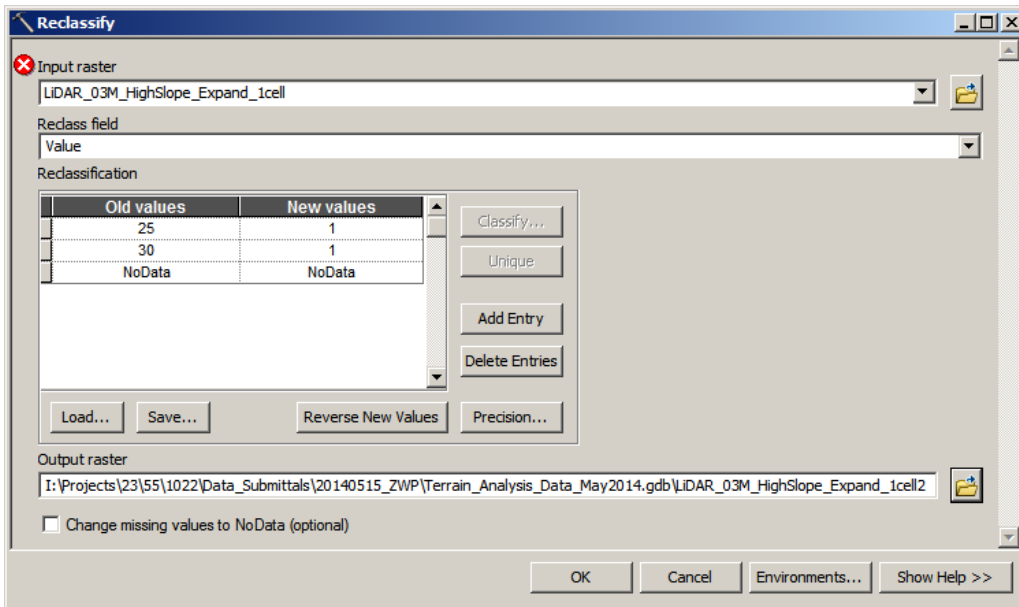 Reclassify
Input raster
LiDAR_03M_HighSlope_Expand_1cell
Reclass field
Value
Reclassification
Old values New values
25 1
30 1
NoData NoData
Classify...
Unique
Add Entry
Delete Entries
Load... Save... Reverse New Values Precision...
Output raster
I:\Projects\23\55\1022\Data_Submittals\20140515_ZWP\Terrain_Analysis_Data_May2014.gdb\LiDAR_03M_HighSlope_Expand_1cell2
Change missing values to NoData (optional)
OK Cancel Environments... Show Help >>